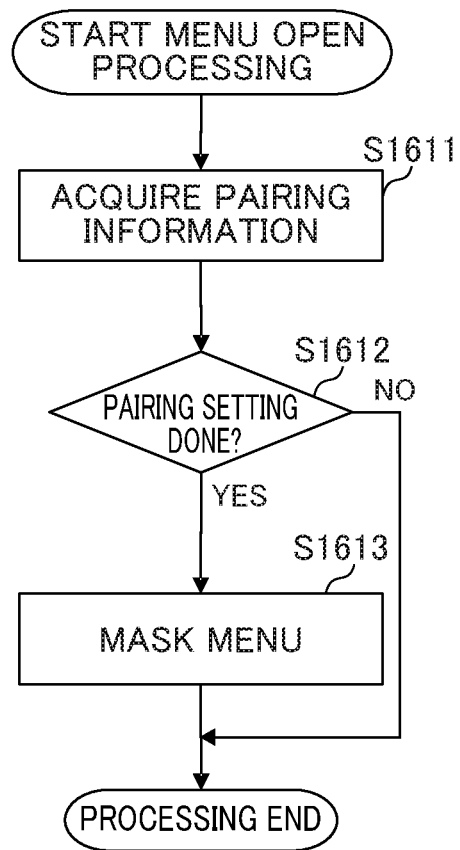 START MENU OPEN
PROCESSING
S1611
ACQUIRE PAIRING
INFORMATION
S1612
NO
PAIRING SETTING
DONE?
YES
S1613
MASK MENU
PROCESSING END